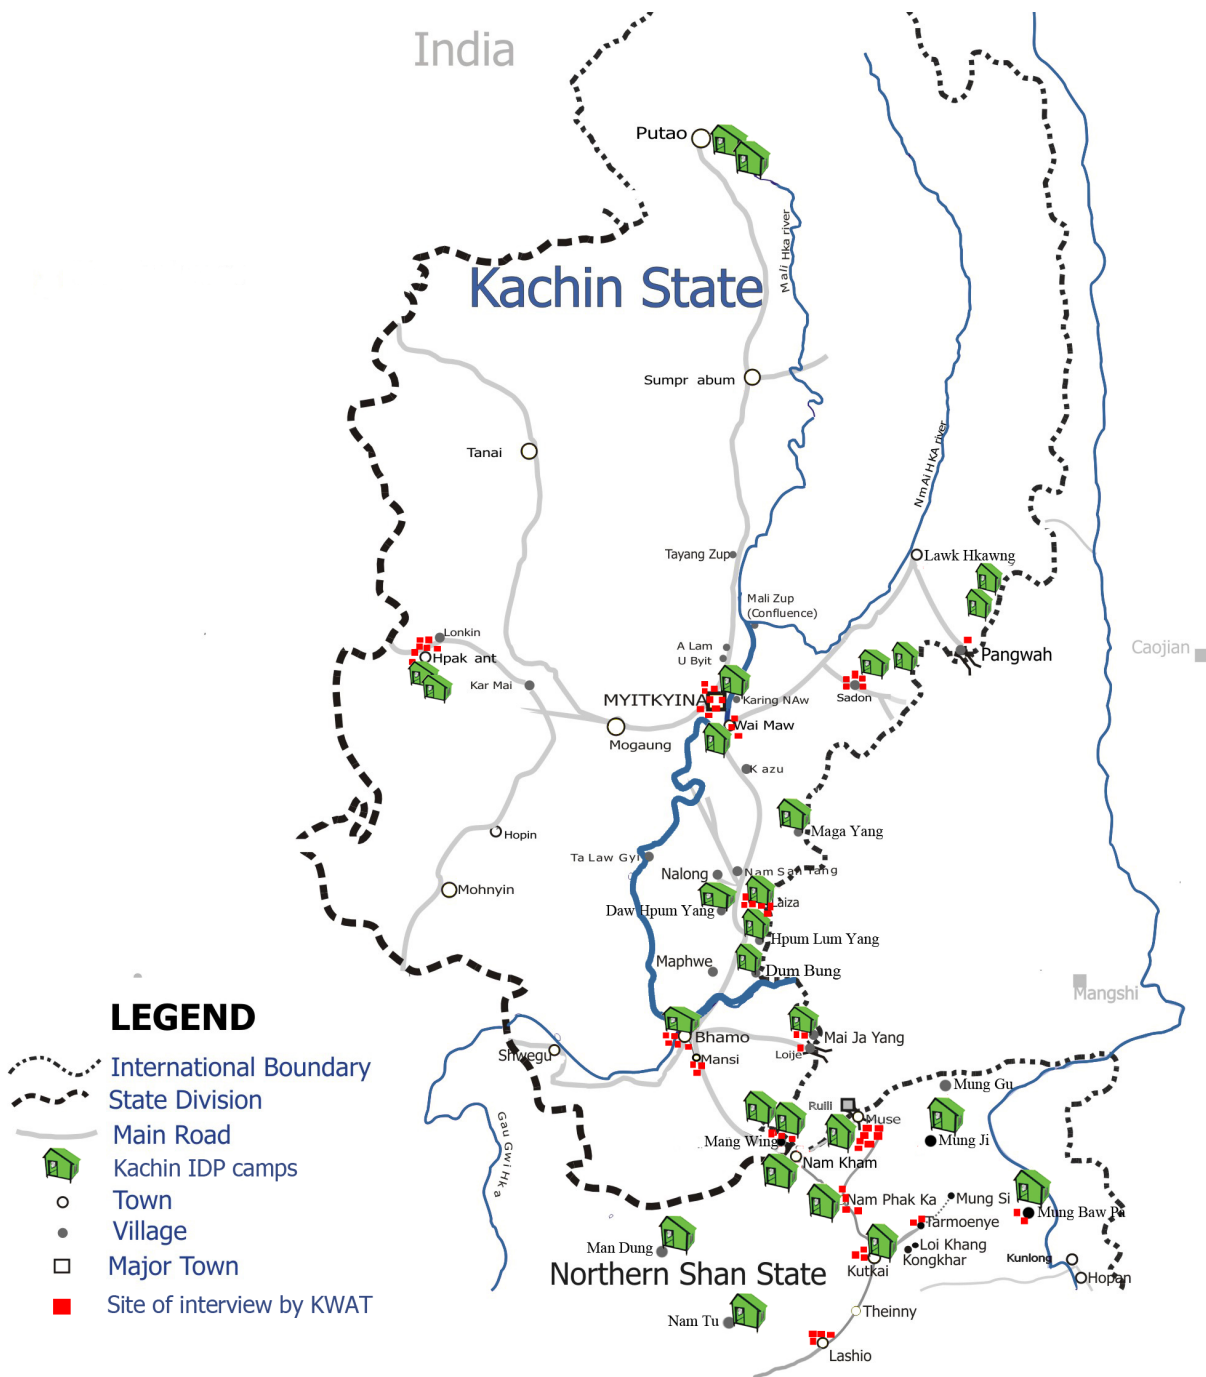 India
Putao
Mali Hka river
Kachin State
Sumpr abum
Tanai
NmAi HKA river
Tayang Zup
Lawk Hkawng
Mali Zup
(Confluence)
Lonkin
Hpak ant
A Lam
U Byit
Pangwah
Caojian
Kar Mai
MYITKYINA
Karing NAw
Sadon
Wai Maw
Mogaung
K azu
Hopin
Maga Yang
Ta Law Gyi
Nalong
Nam San Yang
Mohnyin
Daw Hpum Yang
Laiza
Hpum Lum Yang
Maphwe
Dum Bung
Mangshi
Shwegu
Bhamo
Mai Ja Yang
Mansi
Loije
Mung Gu
Rulli
Muse
Gau Gwi Hka
Mang Wing
Mung Ji
Nam Kham
Nam Phak Ka
Mung Si
Mung Baw Pa
Tarmoenye
Man Dung
Loi Khang
Kongkhar
Kutkai
Kunlong
Hopan
Northern Shan State
Nam Tu
Theinny
Lashio
LEGEND
International Boundary
State Division
Main Road
Kachin IDP camps
Town
Village
Major Town
Site of interview by KWAT